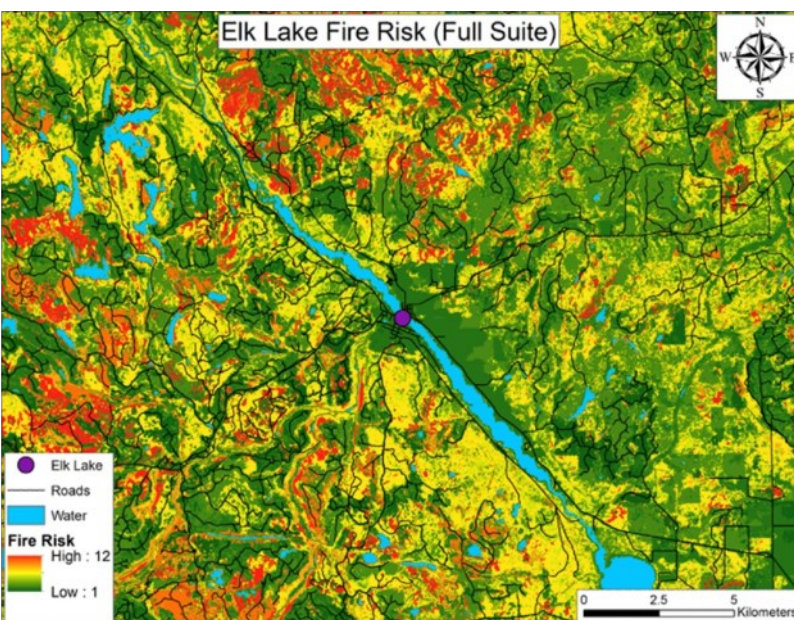 Elk Lake Fire Risk (Full Suite)
N
W E
S
Elk Lake
Roads
Water
Fire Risk
High : 12
Low : 1
0 2.5 5
Kilometers